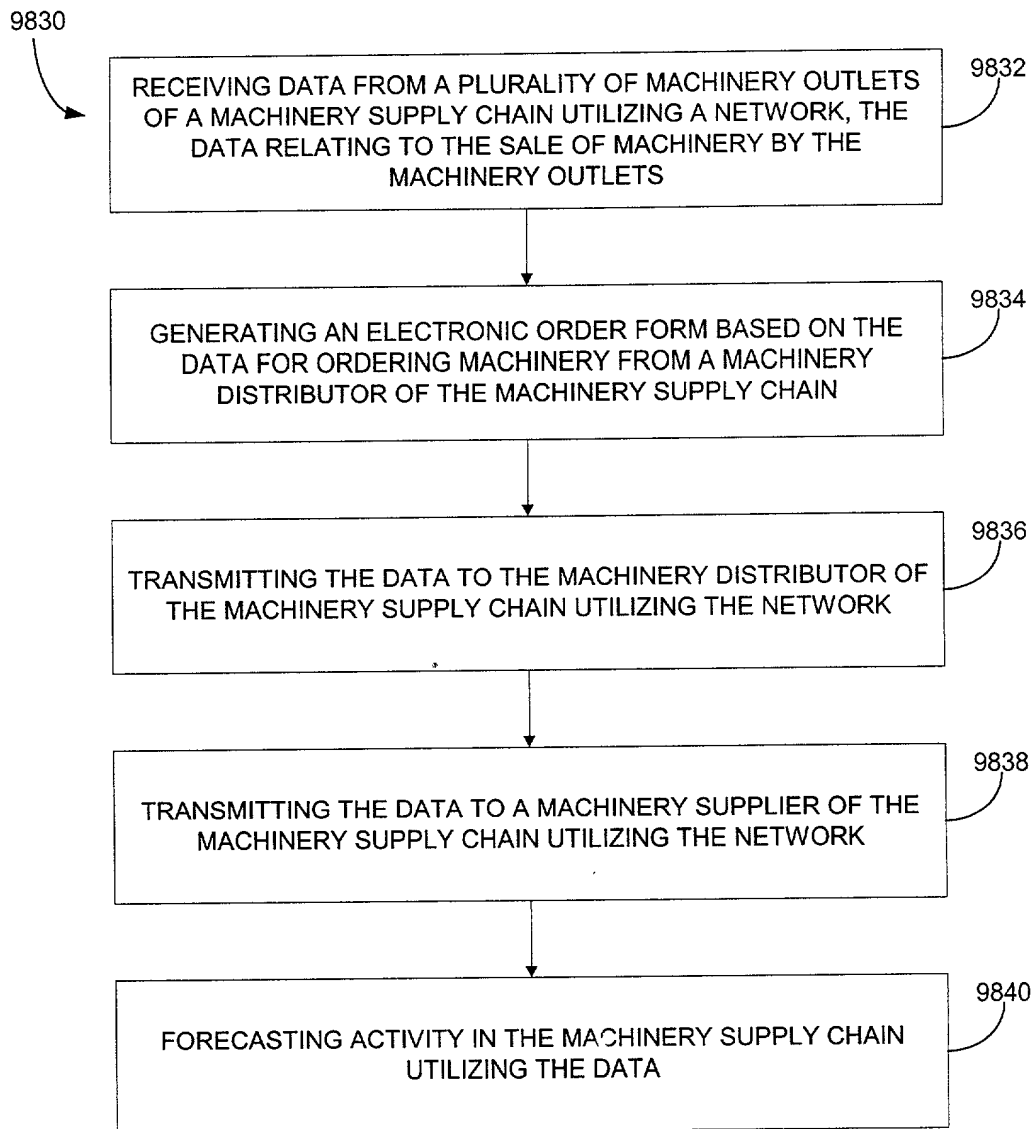 9830
RECEIVING DATA FROM A PLURALITY OF MACHINERY OUTLETS
OF A MACHINERY SUPPLY CHAIN UTILIZING A NETWORK, THE
DATA RELATING TO THE SALE OF MACHINERY BY THE
MACHINERY OUTLETS
9832
GENERATING AN ELECTRONIC ORDER FORM BASED ON THE
DATA FOR ORDERING MACHINERY FROM A MACHINERY
DISTRIBUTOR OF THE MACHINERY SUPPLY CHAIN
9834
TRANSMITTING THE DATA TO THE MACHINERY DISTRIBUTOR OF
THE MACHINERY SUPPLY CHAIN UTILIZING THE NETWORK
9836
TRANSMITTING THE DATA TO A MACHINERY SUPPLIER OF THE
MACHINERY SUPPLY CHAIN UTILIZING THE NETWORK
9838
FORECASTING ACTIVITY IN THE MACHINERY SUPPLY CHAIN
UTILIZING THE DATA
9840